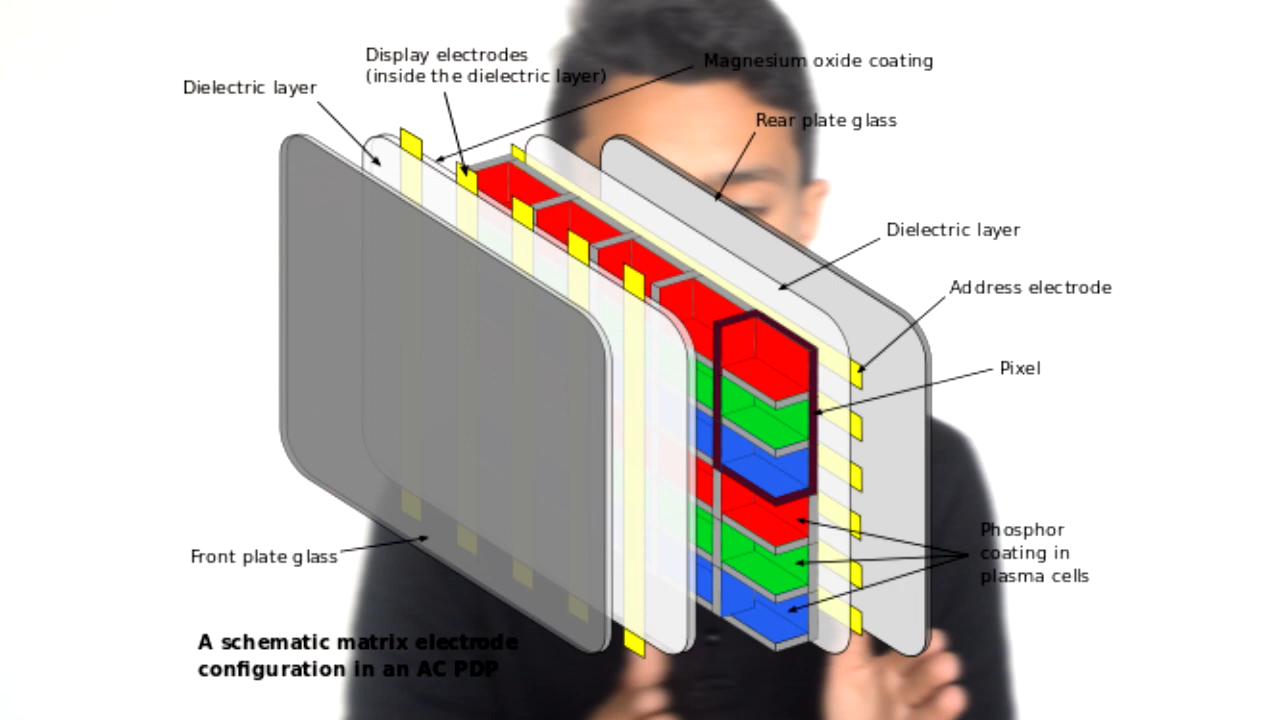 Display electrodes
(inside the dielectric layer)
Magnesium oxide coating
Dielectric layer
Rear plate glass
Dielectric layer
Address electrode
Pixel
Phosphor
coating in
plasma cells
Front plate glass
A schematic matrix electrode
configuration in an AC PDP